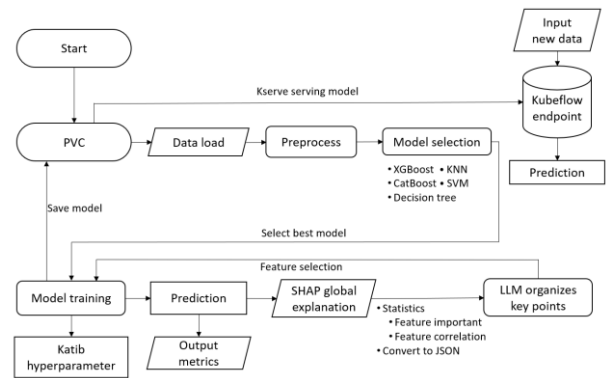 Input
new data
Start
Kserve serving model
Kubeflow
endpoint
PVC
Data load
Preprocess
Model selection
• XGBoost • KNN
• CatBoost • SVM
• Decision tree
Prediction
Save model
Select best model
Feature selection
Model training
Prediction
SHAP global
explanation
LLM organizes
key points
• Statistics
• Feature important
• Feature correlation
• Convert to JSON
Katib
hyperparameter
Output
metrics